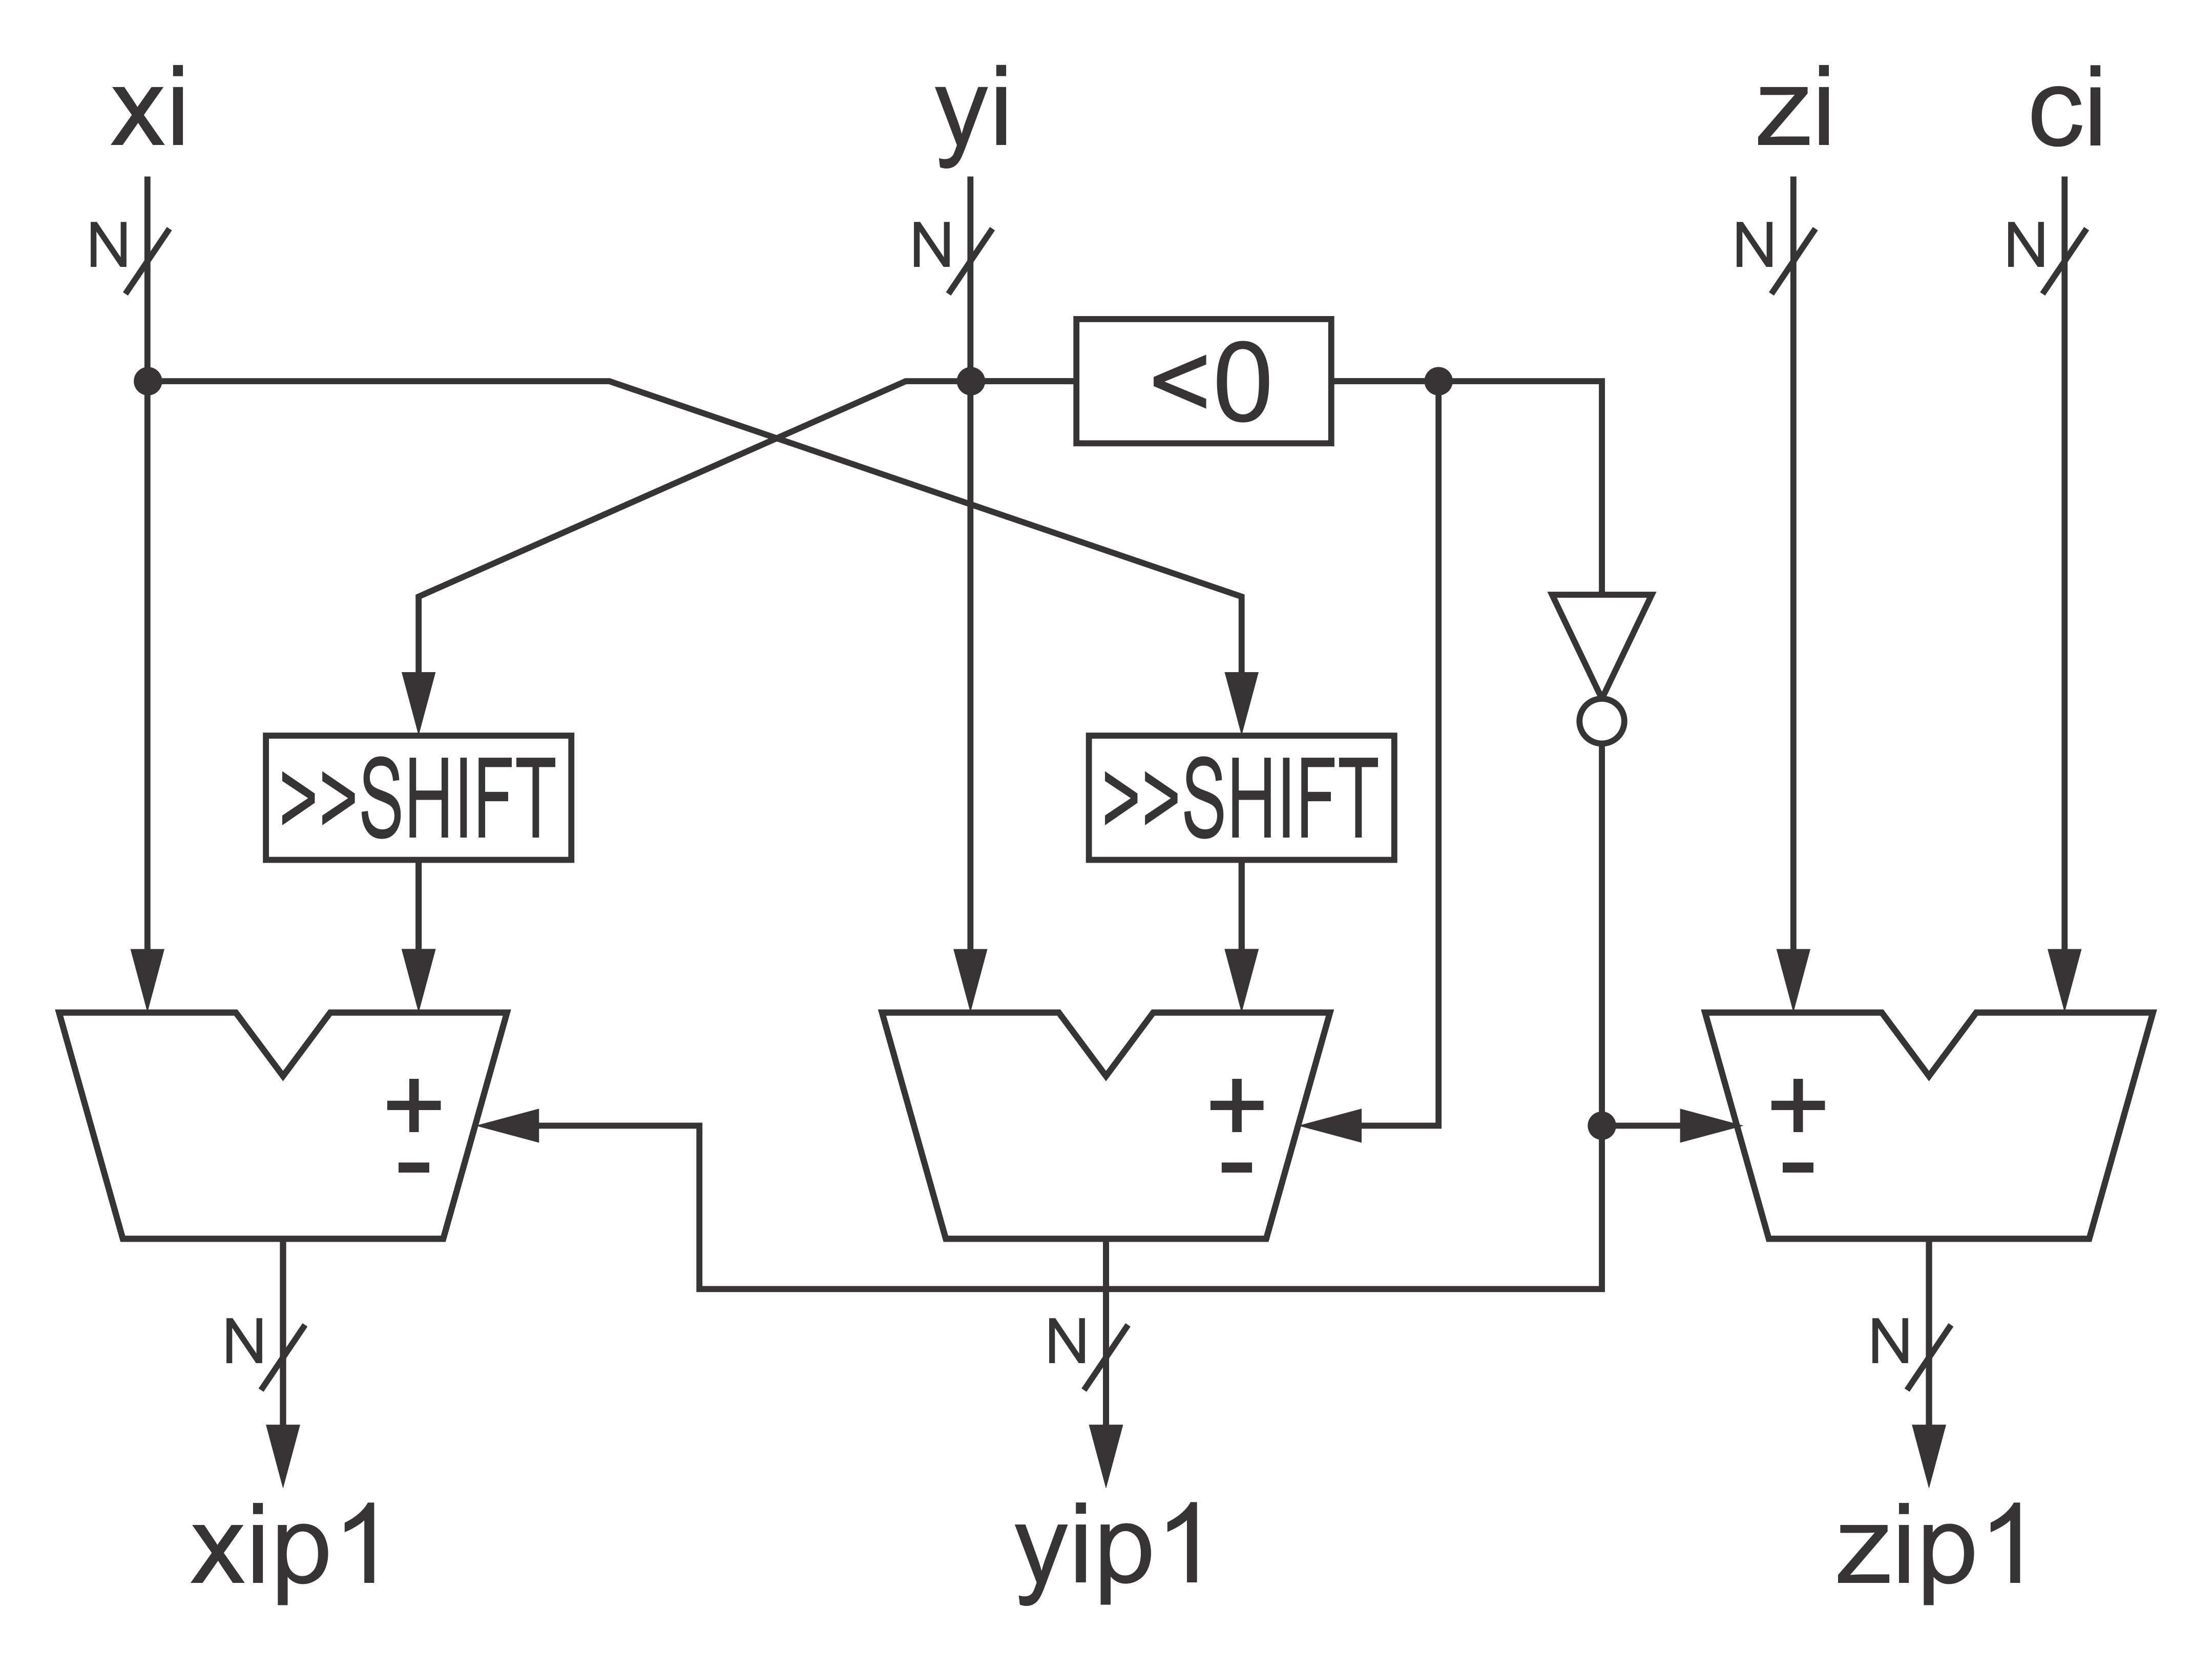 xi yi zi ci
N N N N
<0
>>SHIFT >>SHIFT
+ + +
- - -
N N N
xip1 yip1 zip1